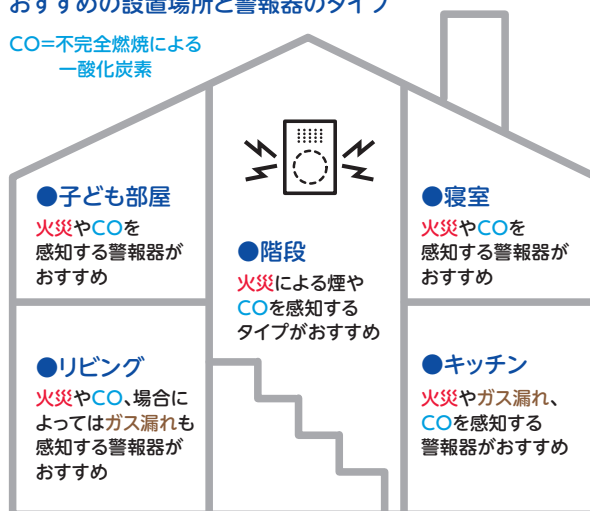 おすすめの設置場所と警報器のタイプ
CO=不完全燃焼による
一酸化炭素
●子ども部屋
火災やCOを
感知する警報器が
おすすめ
●階段
火災による煙や
COを感知する
タイプがおすすめ
●寝室
火災やCOを
感知する警報器が
おすすめ
●リビング
火災やCO、場合に
よってはガス漏れも
感知する警報器が
おすすめ
●キッチン
火災やガス漏れ、
COを感知する
警報器がおすすめ